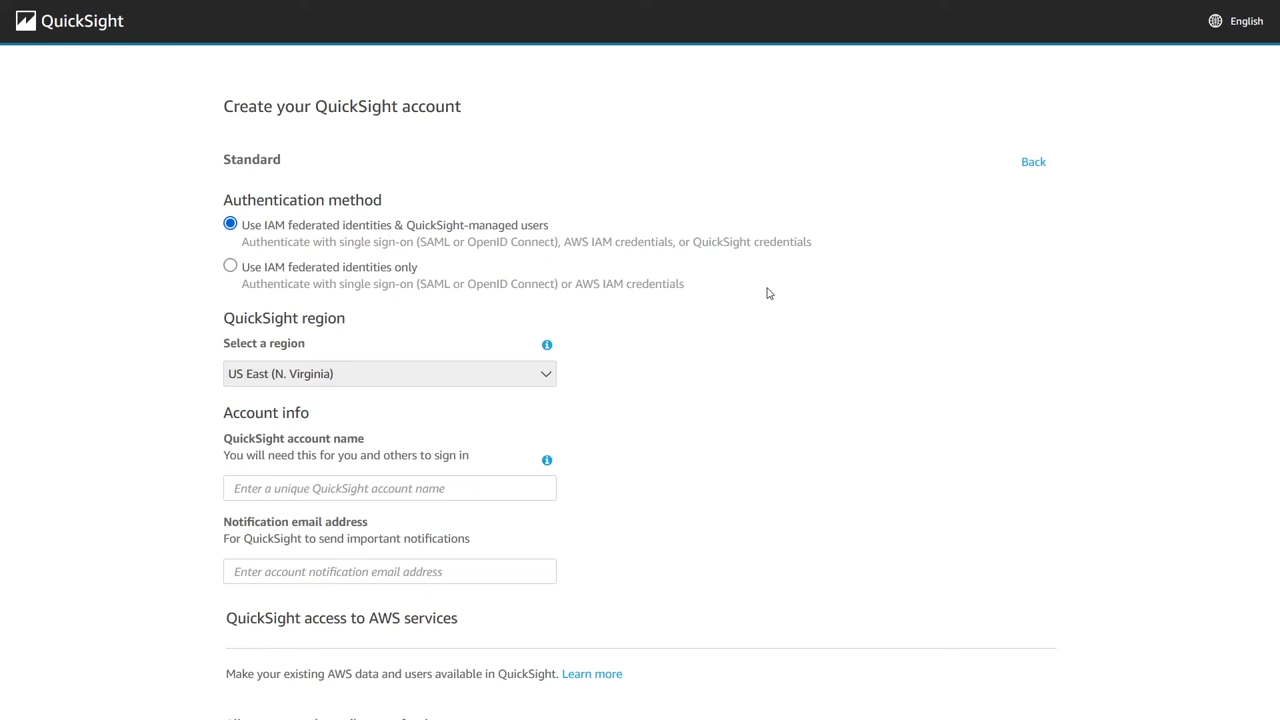 QuickSight
English
Create your QuickSight account
Standard
Back
Authentication method
Use IAM federated identities & QuickSight-managed users
Authenticate with single sign-on (SAML or OpenID Connect), AWS IAM credentials, or QuickSight credentials
Use IAM federated identities only
Authenticate with single sign-on (SAML or OpenID Connect) or AWS IAM credentials
QuickSight region
Select a region
US East (N. Virginia)
Account info
QuickSight account name
You will need this for you and others to sign in
Enter a unique QuickSight account name
Notification email address
For QuickSight to send important notifications
Enter account notification email address
QuickSight access to AWS services
Make your existing AWS data and users available in QuickSight. Learn more